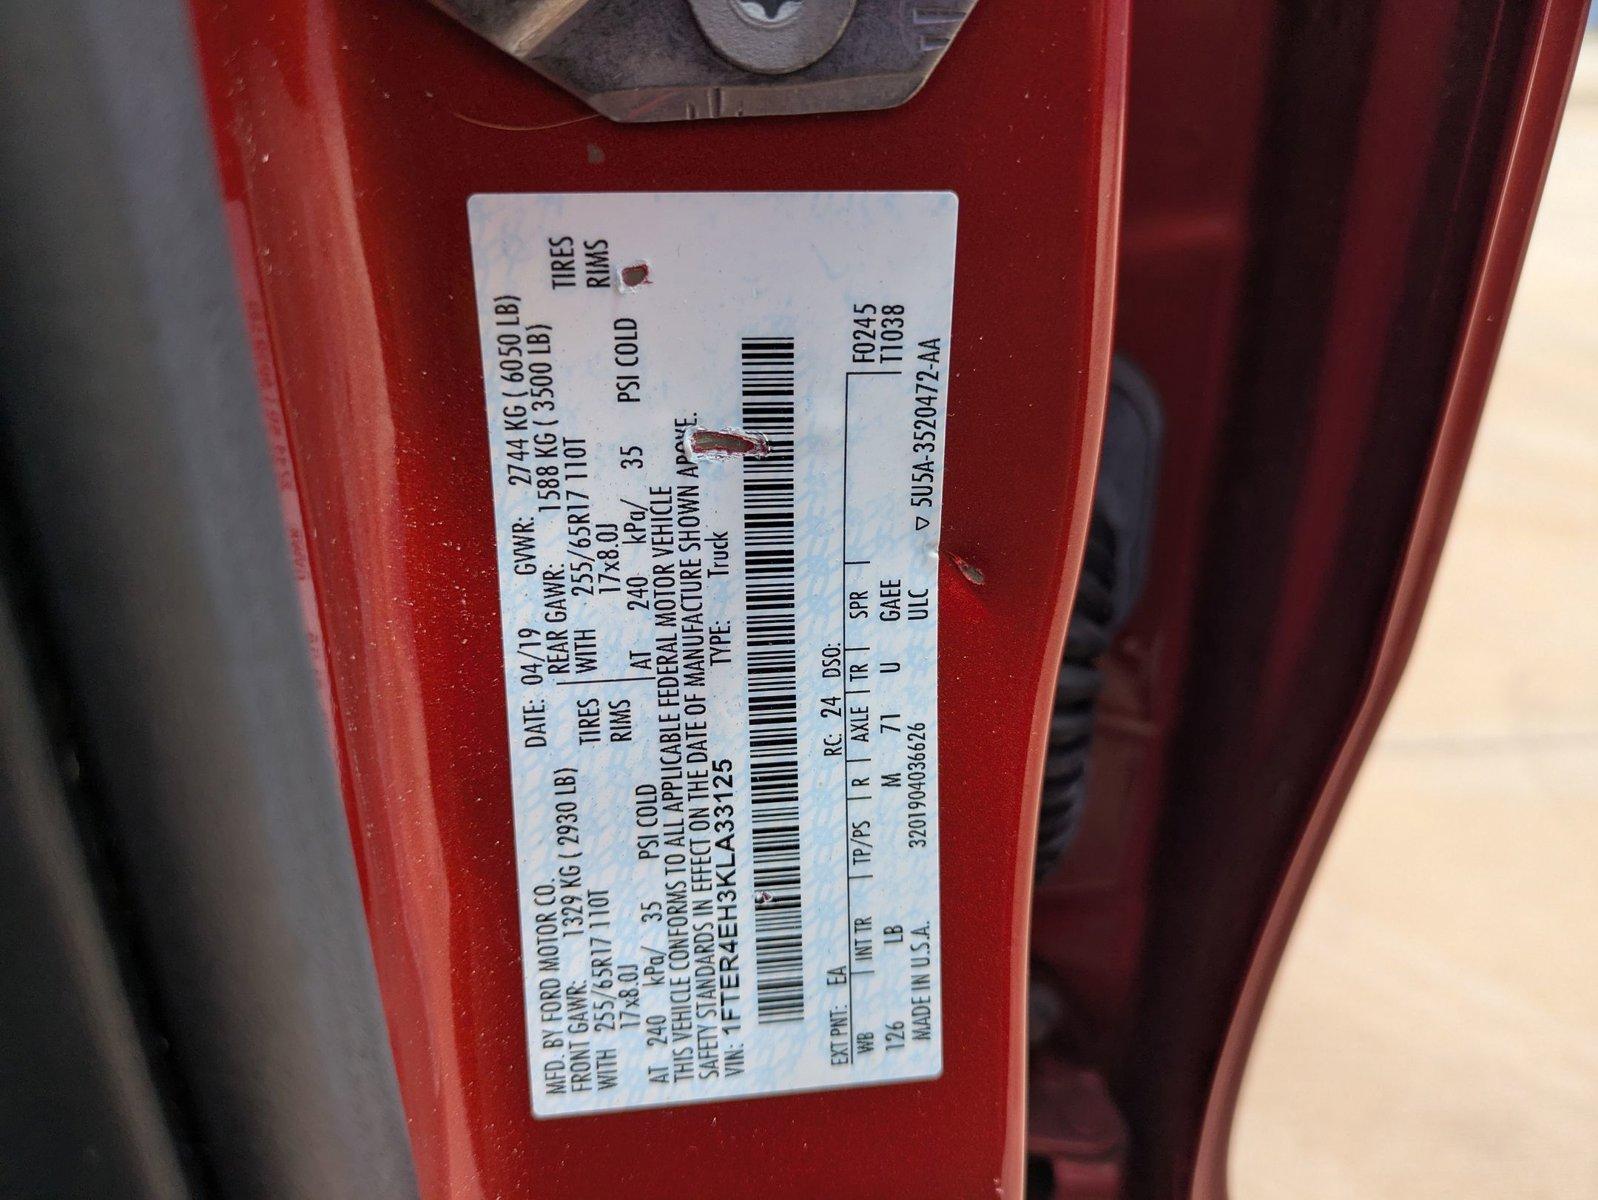 MFD. BY FORD MOTOR CO. DATE: 04/19 GVWR: 2744 KG ( 6050 LB)
FRONT GAWR: 1329 KG ( 2930 LB) REAR GAWR: 1588 KG ( 3500 LB)
WITH 255/65R17 110T TIRES WITH 255/65R17 110T TIRES
17x8.0J RIMS 17x8.0J RIMS
AT 240 kPa/ 35 PSI COLD AT 240 kPa/ 35 PSI COLD
THIS VEHICLE CONFORMS TO ALL APPLICABLE FEDERAL MOTOR VEHICLE
SAFETY STANDARDS IN EFFECT ON THE DATE OF MANUFACTURE SHOWN ABOVE.
VIN: 1FTER4EH3KLA33125 TYPE: Truck
EXT PNT: EA RC: 24 DSO: F0245
WB INT TR TP/PS R AXLE TR SPR T1038
126 LB M 71 U GAEE
ULC ▽ 5U5A-3520472-AA
MADE IN U.S.A. 3201904036626